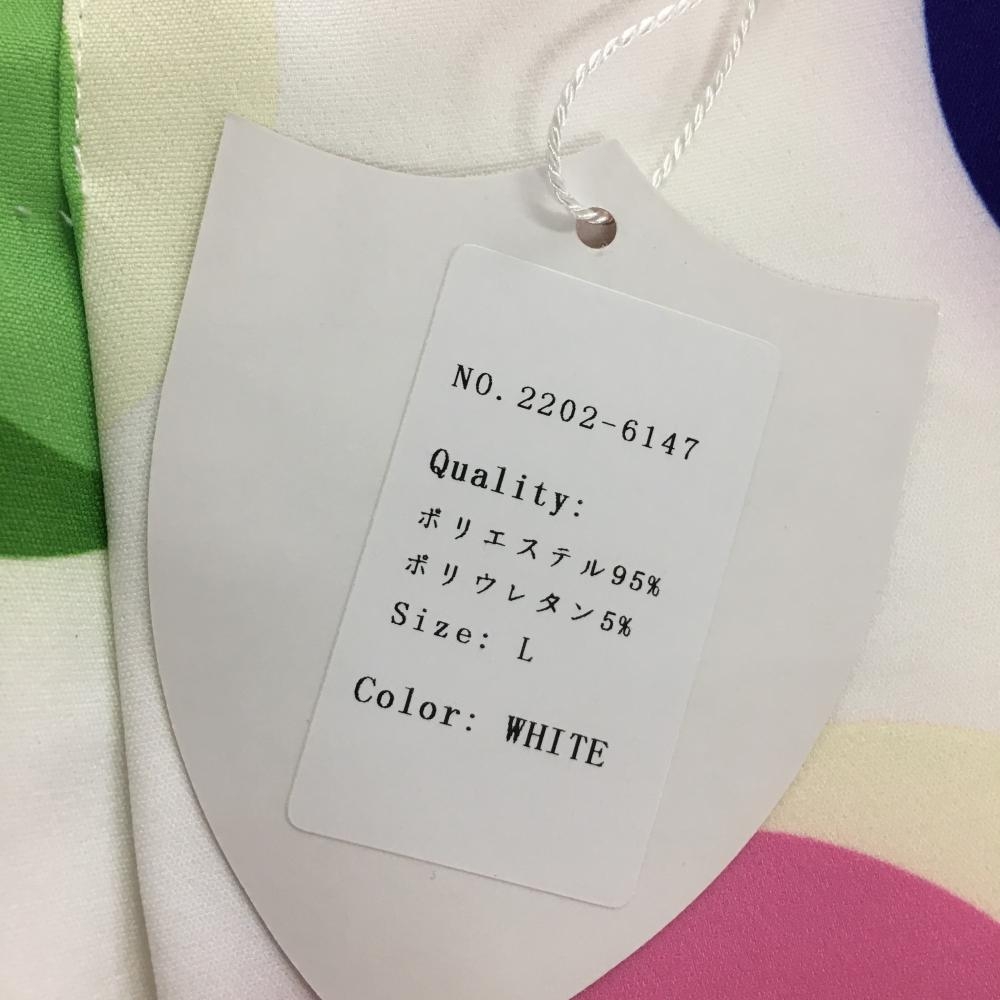 NO.2202-6147
Quality:
ポリエステル95%
ポリウレタン5%
Size: L
Color: WHITE